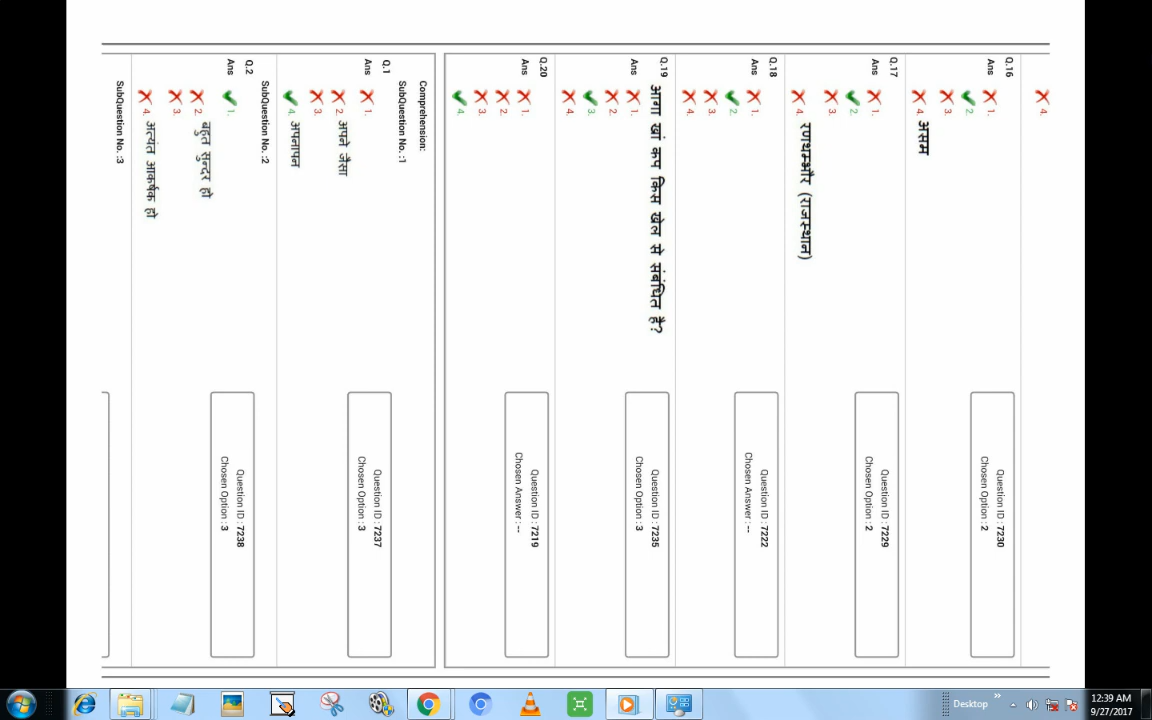 4.
Q.16
Ans
1.
2.
3.
4. असम
Question ID : 7230
Chosen Option : 2
Q.17
Ans
1.
2.
3.
4. रणथम्भौर (राजस्थान)
Question ID : 7229
Chosen Option : 2
Q.18
Ans
1.
2.
3.
4.
Question ID : 7222
Chosen Answer : --
Q.19 आगा खां कप किस खेल से संबंधित है?
Ans
1.
2.
3.
4.
Question ID : 7235
Chosen Option : 3
Q.20
Ans
1.
2.
3.
4.
Question ID : 7219
Chosen Answer : --
Comprehension:
SubQuestion No. :1
Q.1
Ans
1.
2. अपने जैसा
3.
4. अपनापन
Question ID : 7237
Chosen Option : 3
SubQuestion No. :2
Q.2
Ans
1.
2. बहुत सुन्दर हो
3.
4. अत्यंत आकर्षक हो
Question ID : 7238
Chosen Option : 3
SubQuestion No. :3
Desktop
12:39 AM
9/27/2017